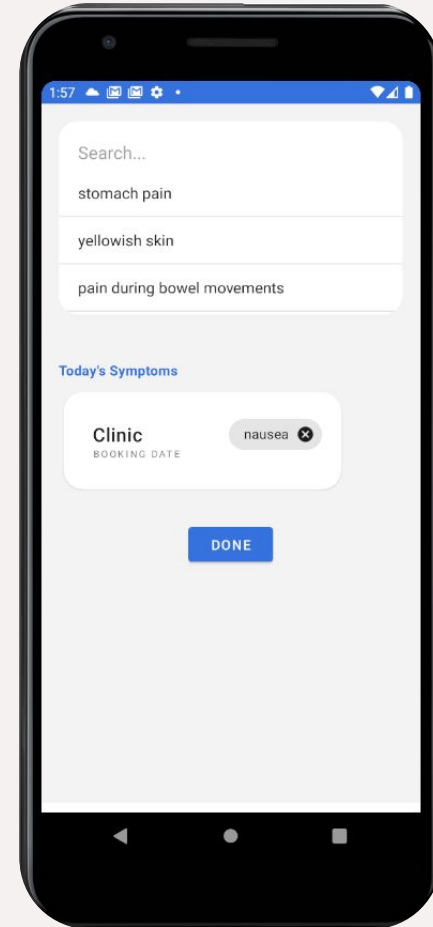 1:57
Search...
stomach pain
yellowish skin
pain during bowel movements
Today's Symptoms
Clinic
BOOKING DATE
nausea
DONE